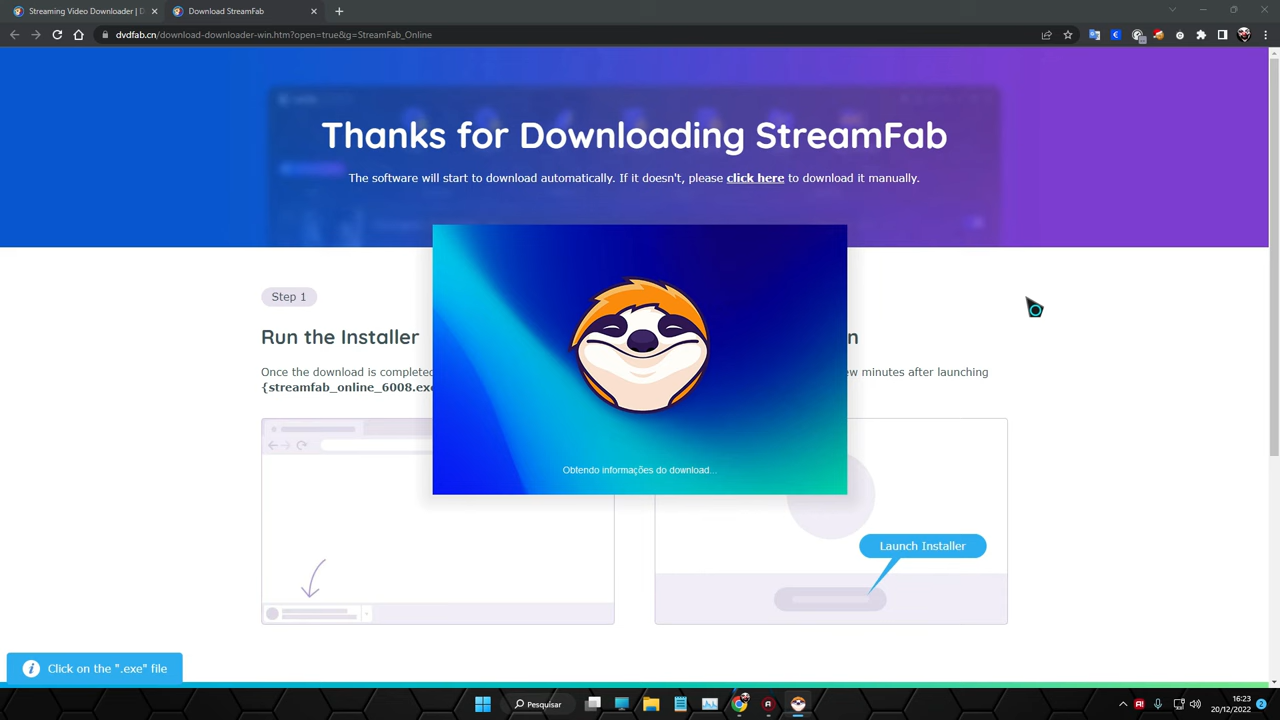 Streaming Video Downloader | D
Download StreamFab
dvdfab.cn/download-downloader-win.htm?open=true&g=StreamFab_Online
Thanks for Downloading StreamFab
The software will start to download automatically. If it doesn't, please click here to download it manually.
Step 1
Run the Installer
Once the download is completed
{streamfab_online_6008.exe
n
ew minutes after launching
Obtendo informações do download...
Launch Installer
Click on the ".exe" file
Pesquisar
16:23
20/12/2022
2